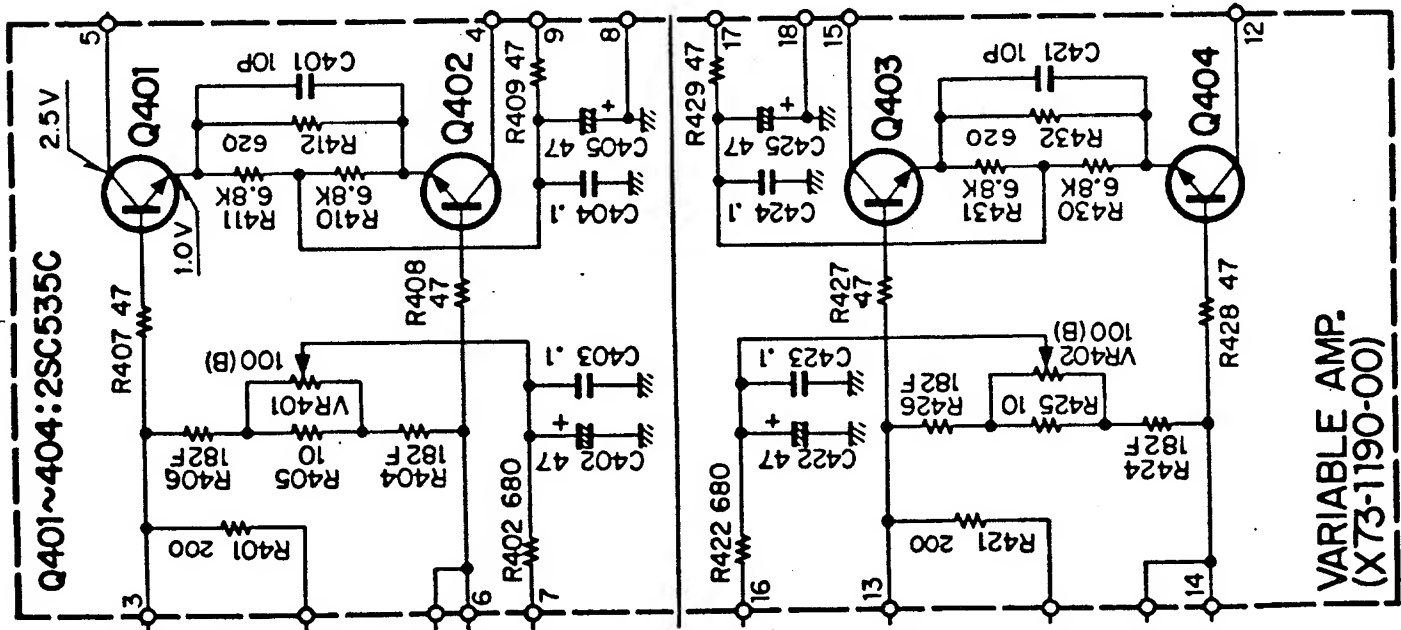 Q401~404:2SC535C
2.5V
1.0V
5
4
9
8
Q401
Q402
C401 10P
R412 620
R411 6.8K
R410 6.8K
R409 47
C405 47
+
C404 .1
R407 47
R408 47
100(B)
VR401
R406 182F
R405 10
R404 182F
R401 200
C403 .1
C402 47
+
R402 680
3
6
7
17
18
15
12
R429 47
C425 47
+
C424 .1
Q403
Q404
C421 10P
R432 620
R431 6.8K
R430 6.8K
R427 47
R428 47
100(B)
VR402
R426 182F
R425 10
R424 182F
C423 .1
C422 47
+
R422 680
R421 200
16
13
14
VARIABLE AMP.
(X73-1190-00)